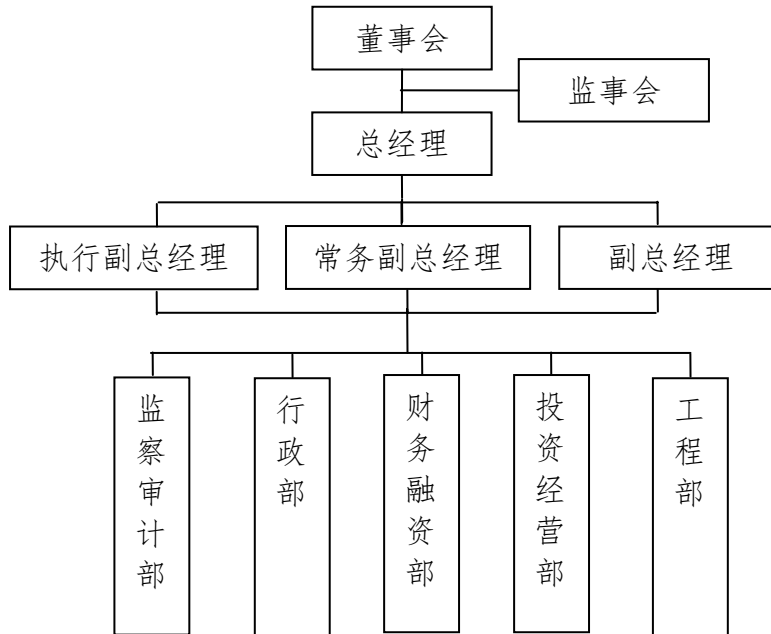 董事会
监事会
总经理
执行副总经理
常务副总经理
副总经理
监察审计部
行政部
财务融资部
投资经营部
工程部